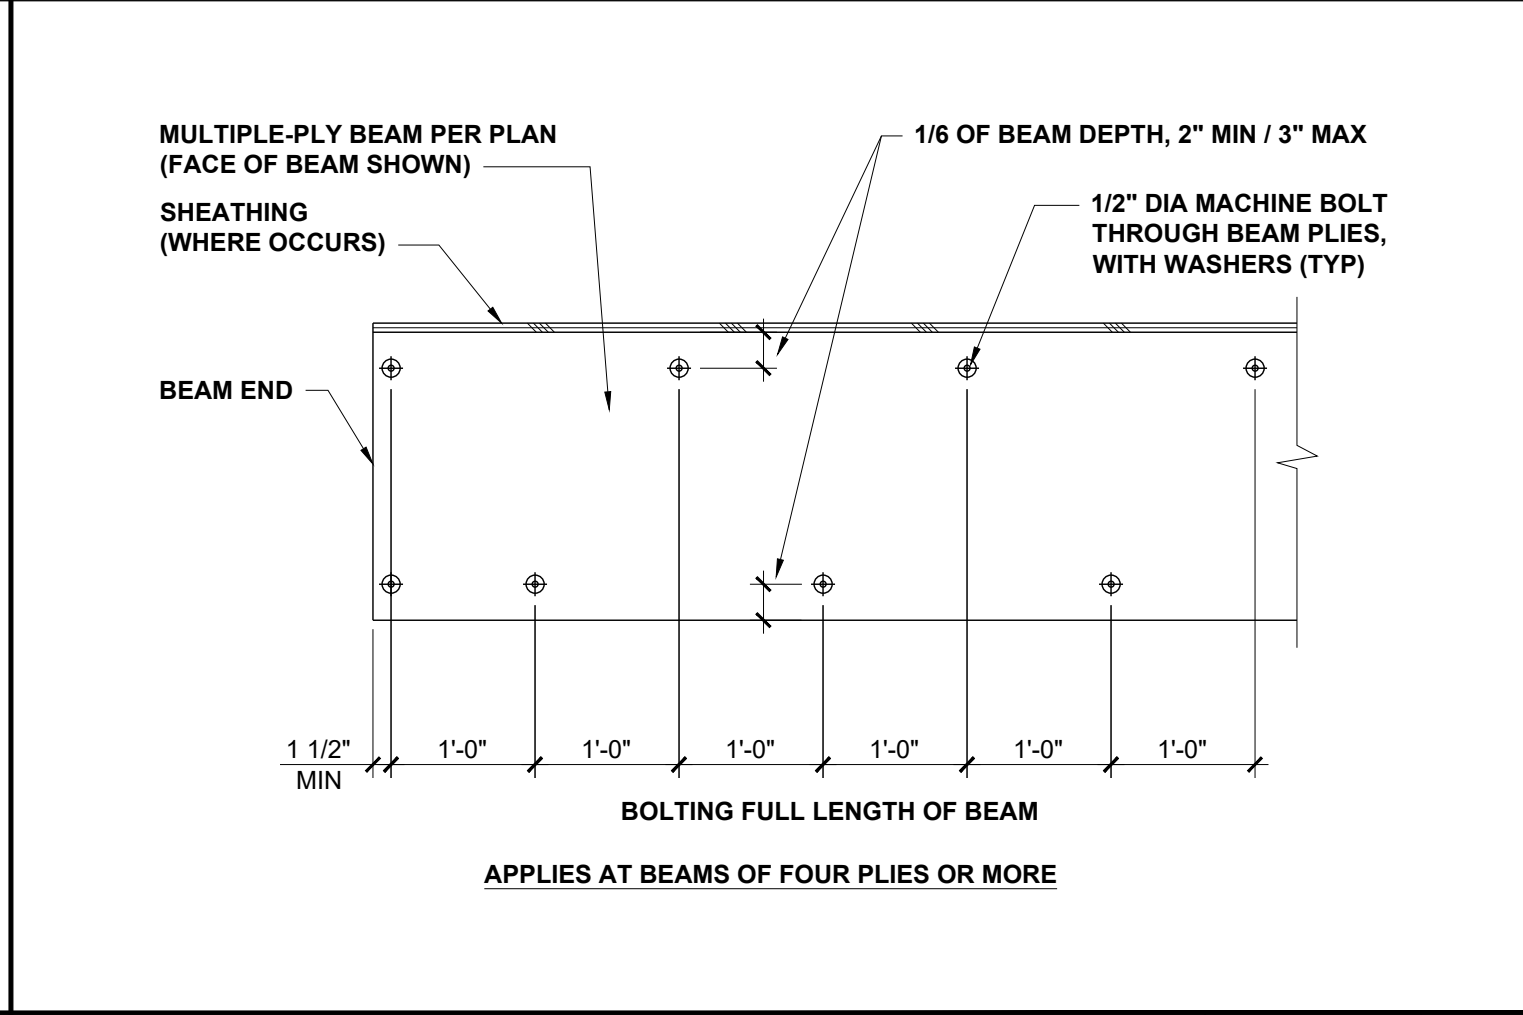 MULTIPLE-PLY BEAM PER PLAN
(FACE OF BEAM SHOWN)
1/6 OF BEAM DEPTH, 2" MIN / 3" MAX
SHEATHING
(WHERE OCCURS)
1/2" DIA MACHINE BOLT
THROUGH BEAM PLIES,
WITH WASHERS (TYP)
BEAM END
1 1/2"
MIN
1'-0"
1'-0"
1'-0"
1'-0"
1'-0"
1'-0"
BOLTING FULL LENGTH OF BEAM
APPLIES AT BEAMS OF FOUR PLIES OR MORE